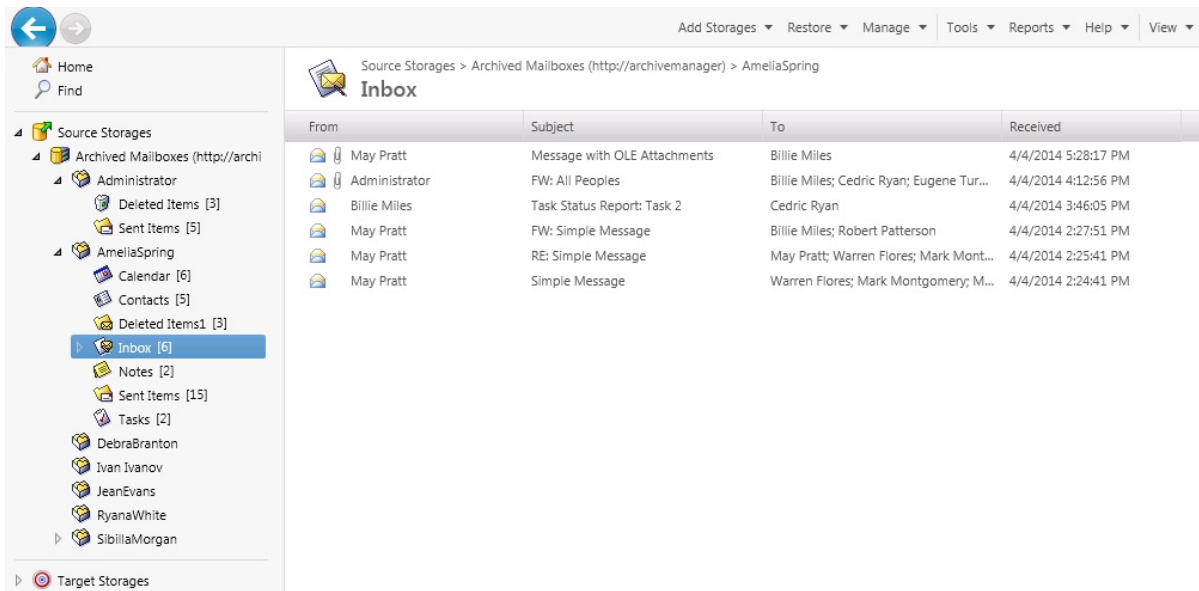 Add Storages Restore Manage Tools Reports Help View
Home
Find
Source Storages
Archived Mailboxes (http://archi
Administrator
Deleted Items [3]
Sent Items [5]
AmeliaSpring
Calendar [6]
Contacts [5]
Deleted Items1 [3]
Inbox [6]
Notes [2]
Sent Items [15]
Tasks [2]
DebraBranton
Ivan Ivanov
JeanEvans
RyanaWhite
SibillaMorgan
Target Storages
Source Storages > Archived Mailboxes (http://archivemanager) > AmeliaSpring
Inbox
From Subject To Received
May Pratt Message with OLE Attachments Billie Miles 4/4/2014 5:28:17 PM
Administrator FW: All Peoples Billie Miles; Cedric Ryan; Eugene Tur... 4/4/2014 4:12:56 PM
Billie Miles Task Status Report: Task 2 Cedric Ryan 4/4/2014 3:46:05 PM
May Pratt FW: Simple Message Billie Miles; Robert Patterson 4/4/2014 2:27:51 PM
May Pratt RE: Simple Message May Pratt; Warren Flores; Mark Mont... 4/4/2014 2:25:41 PM
May Pratt Simple Message Warren Flores; Mark Montgomery; M... 4/4/2014 2:24:41 PM